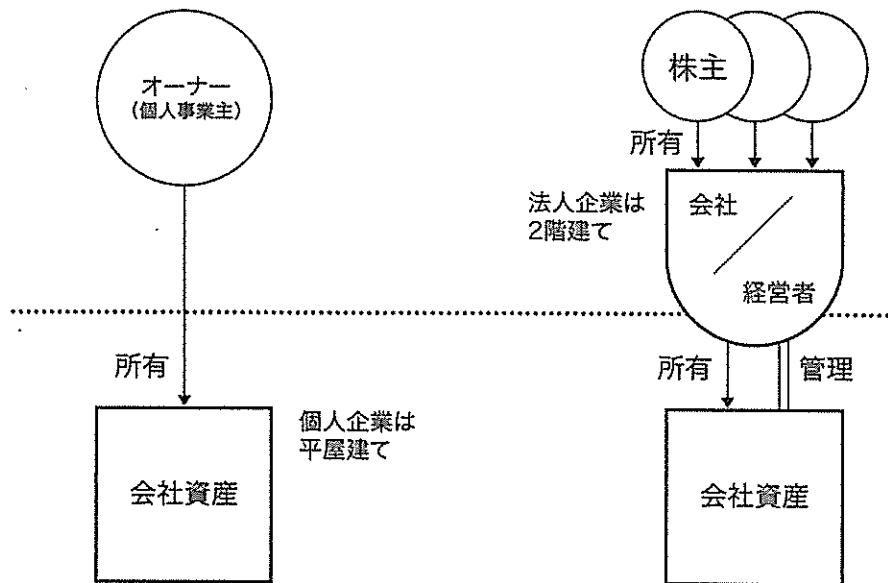 オーナー
(個人事業主)
所有
個人企業は
平屋建て
会社資産
株主
所有
法人企業は
2階建て
会社
経営者
所有
管理
会社資産